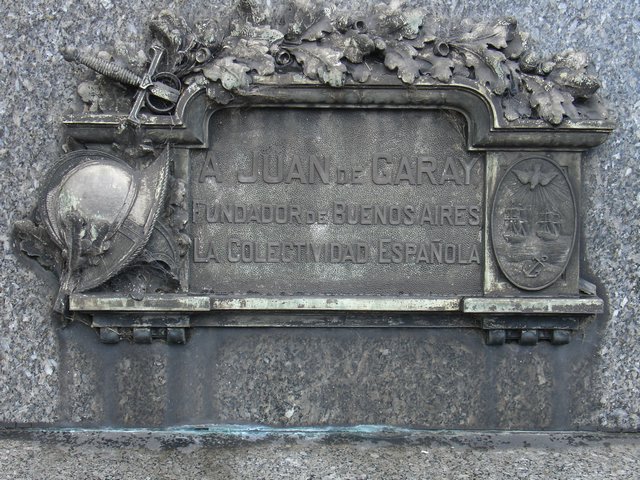 A JUAN DE GARAY
FUNDADOR DE BUENOS AIRES
LA COLECTIVIDAD ESPAÑOLA